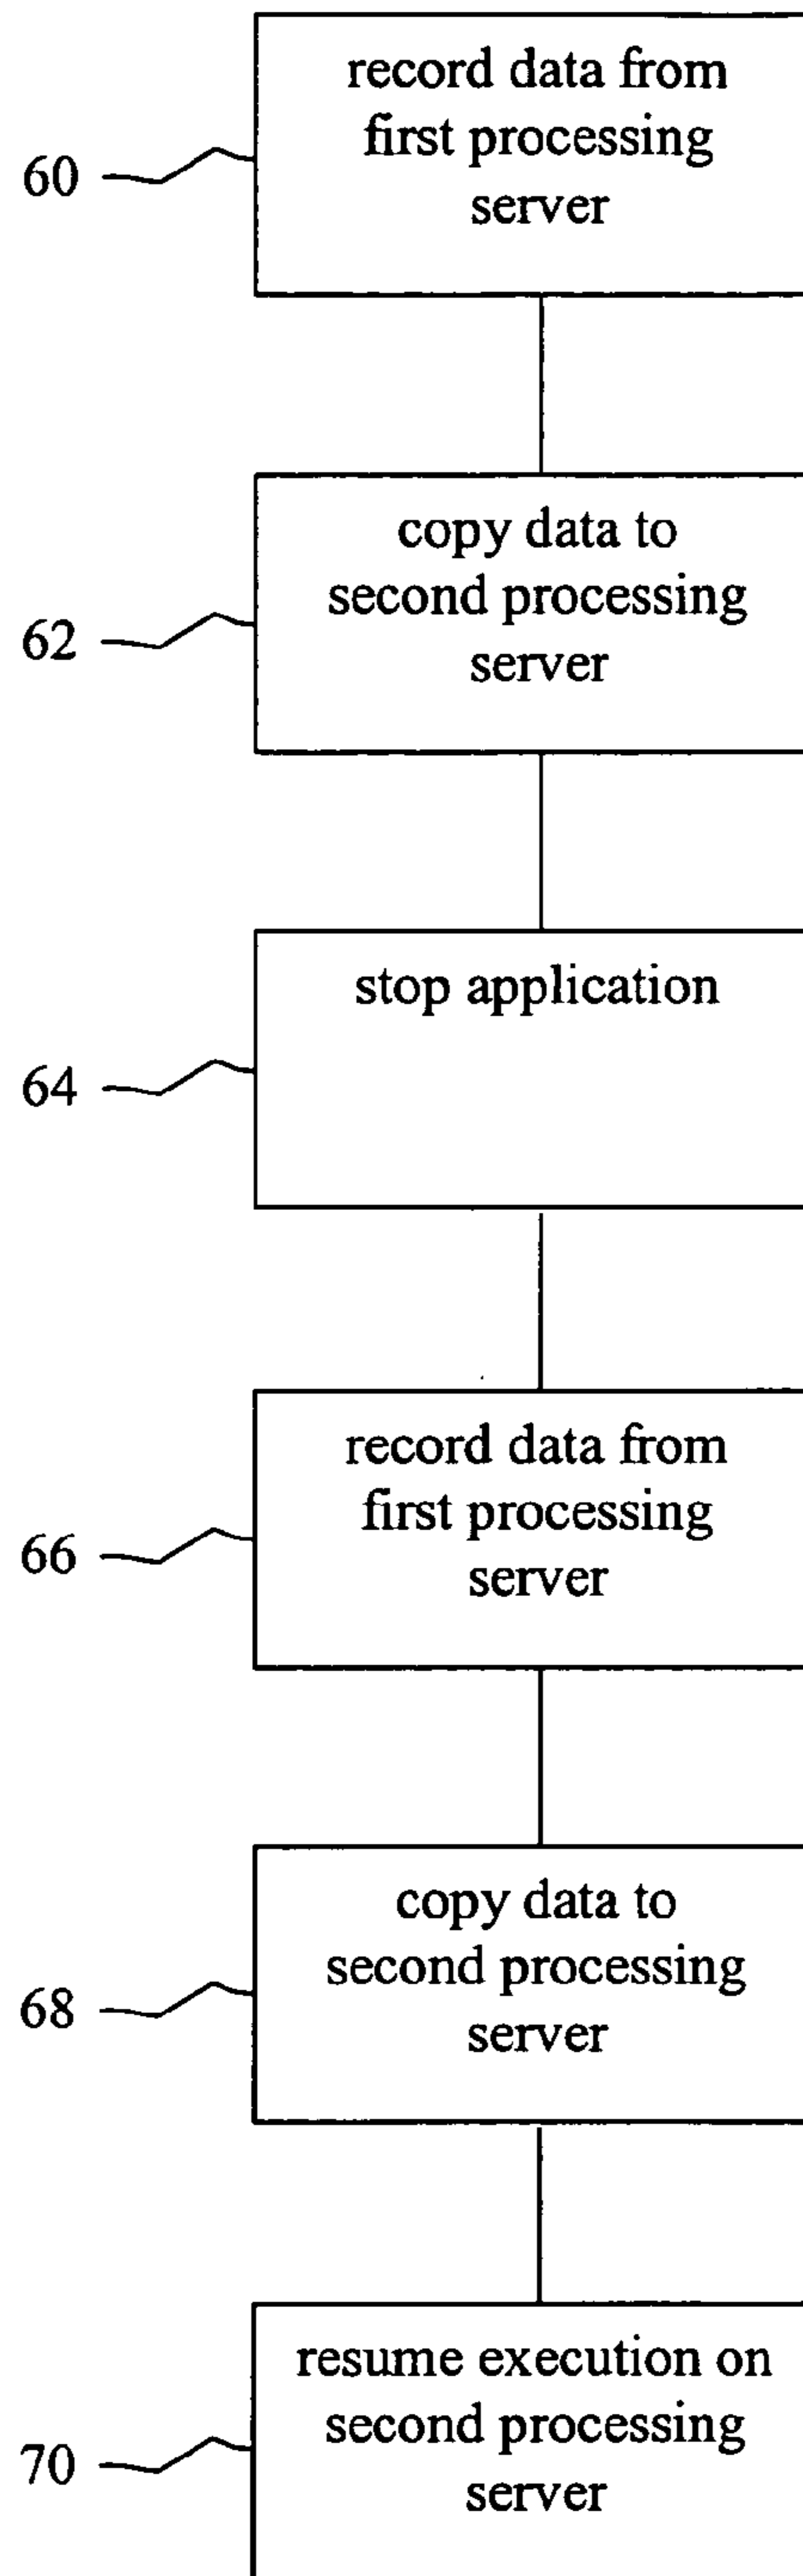 record data from
first processing
server
60
copy data to
second processing
server
62
stop application
64
record data from
first processing
server
66
copy data to
second processing
server
68
resume execution on
second processing
server
70